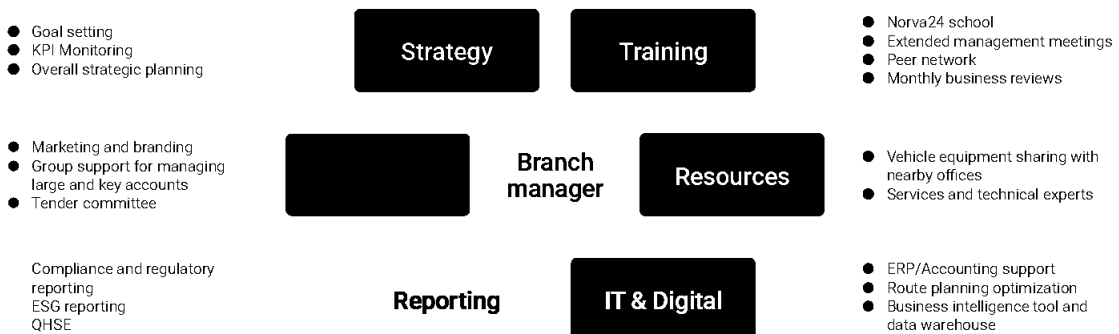 Goal setting
KPI Monitoring
Overall strategic planning
Strategy
Training
Norva24 school
Extended management meetings
Peer network
Monthly business reviews
Marketing and branding
Group support for managing
large and key accounts
Tender committee
Branch
manager
Resources
Vehicle equipment sharing with
nearby offices
Services and technical experts
Compliance and regulatory
reporting
ESG reporting
QHSE
Reporting
IT & Digital
ERP/Accounting support
Route planning optimization
Business intelligence tool and
data warehouse